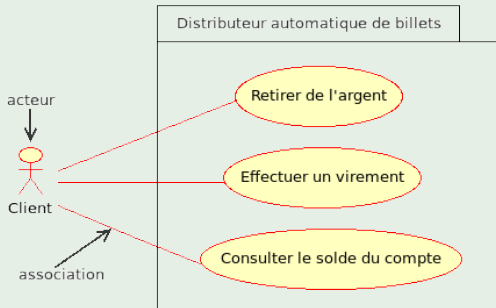 Distributeur automatique de billets
Retirer de l'argent
acteur
Effectuer un virement
Client
Consulter le solde du compte
association